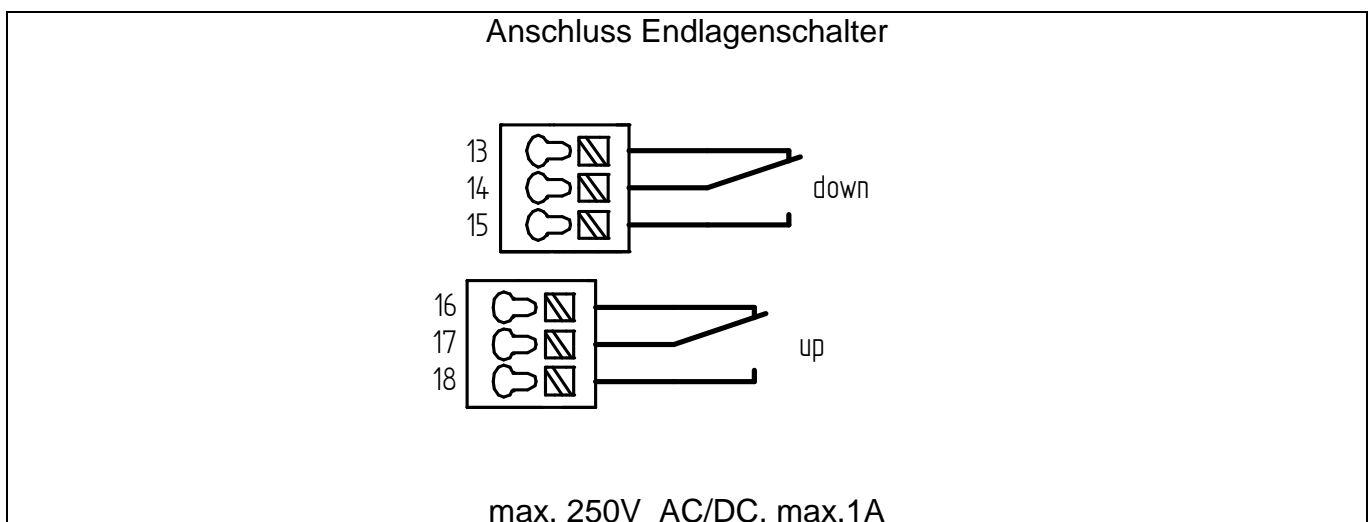 Anschluss Endlagenschalter
13
14
down
15
16
17
up
18
max. 250V AC/DC, max.1A